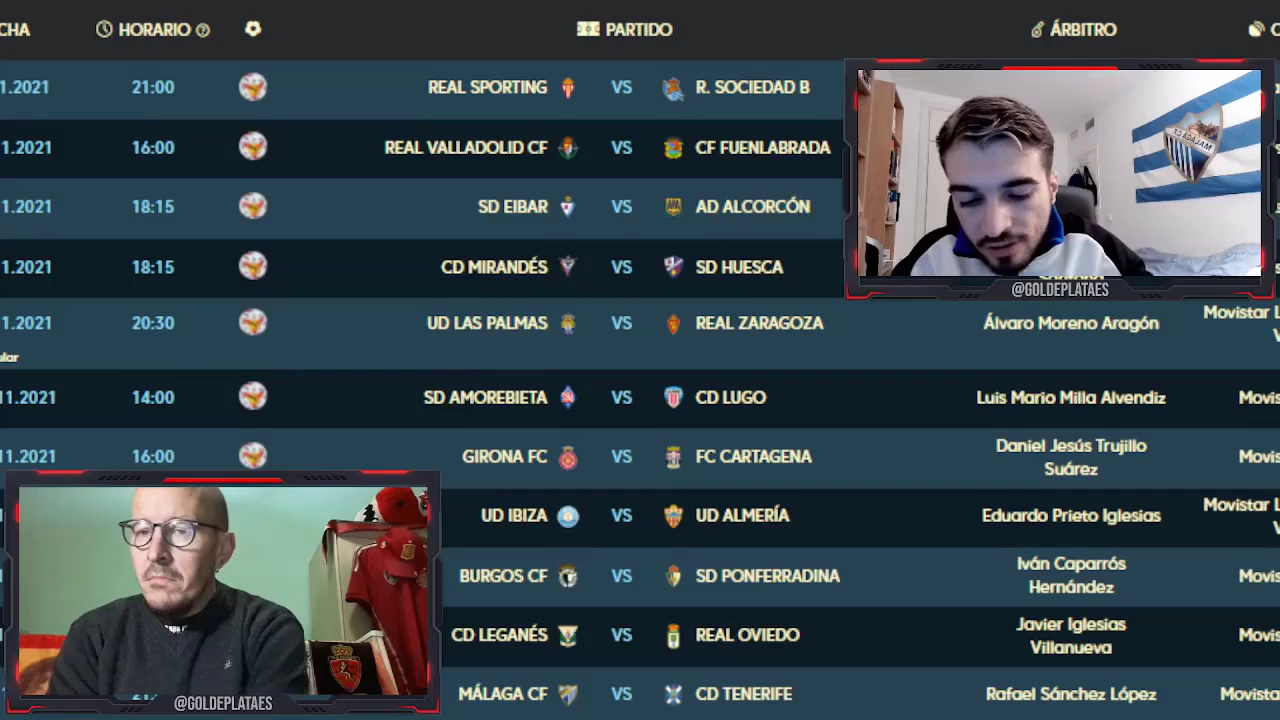 CHA HORARIO PARTIDO ÁRBITRO
1.2021 21:00 REAL SPORTING VS R. SOCIEDAD B
1.2021 16:00 REAL VALLADOLID CF VS CF FUENLABRADA
1.2021 18:15 SD EIBAR VS AD ALCORCÓN
1.2021 18:15 CD MIRANDÉS VS SD HUESCA
@GOLDEPLATAES
1.2021 20:30 UD LAS PALMAS VS REAL ZARAGOZA Álvaro Moreno Aragón Movistar L
ular
11.2021 14:00 SD AMOREBIETA VS CD LUGO Luis Mario Milla Alvendiz Movis
11.2021 16:00 GIRONA FC VS FC CARTAGENA Daniel Jesús Trujillo Suárez Movis
UD IBIZA VS UD ALMERÍA Eduardo Prieto Iglesias Movistar L
BURGOS CF VS SD PONFERRADINA Iván Caparrós Hernández Movis
CD LEGANÉS VS REAL OVIEDO Javier Iglesias Villanueva Movis
MÁLAGA CF VS CD TENERIFE Rafael Sánchez López Movista
@GOLDEPLATAES